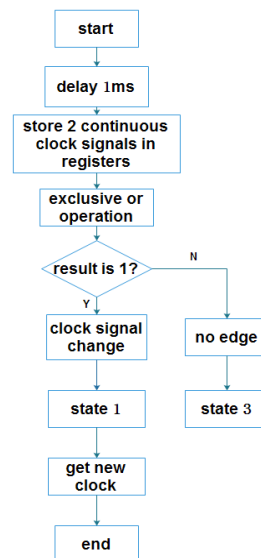 start
delay 1ms
store 2 continuous
clock signals in
registers
exclusive or
operation
result is 1?
N
Y
clock signal
change
no edge
state 1
state 3
get new
clock
end